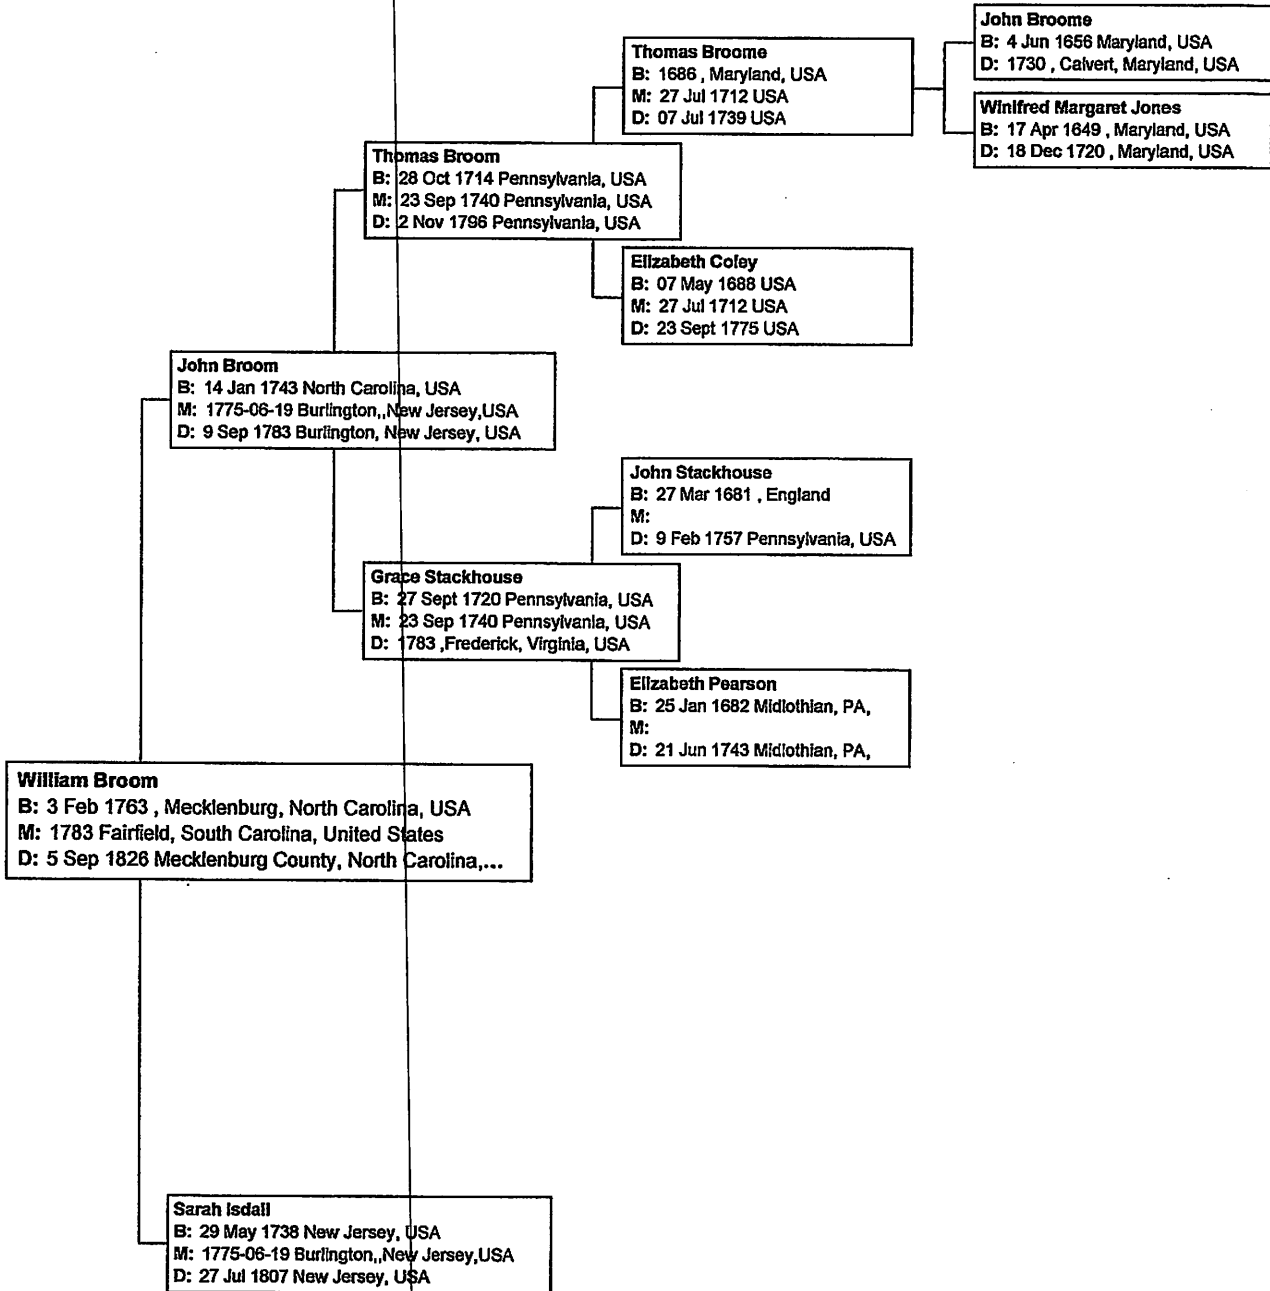 John Broome
B: 4 Jun 1656 Maryland, USA
D: 1730 , Calvert, Maryland, USA
Thomas Broome
B: 1686 , Maryland, USA
M: 27 Jul 1712 USA
D: 07 Jul 1739 USA
Winifred Margaret Jones
B: 17 Apr 1649 , Maryland, USA
D: 18 Dec 1720 , Maryland, USA
Thomas Broom
B: 28 Oct 1714 Pennsylvania, USA
M: 23 Sep 1740 Pennsylvania, USA
D: 2 Nov 1796 Pennsylvania, USA
Elizabeth Coley
B: 07 May 1688 USA
M: 27 Jul 1712 USA
D: 23 Sept 1775 USA
John Broom
B: 14 Jan 1743 North Carolina, USA
M: 1775-06-19 Burlington,,New Jersey,USA
D: 9 Sep 1783 Burlington, New Jersey, USA
John Stackhouse
B: 27 Mar 1681 , England
M:
D: 9 Feb 1757 Pennsylvania, USA
Grace Stackhouse
B: 27 Sept 1720 Pennsylvania, USA
M: 23 Sep 1740 Pennsylvania, USA
D: 1783 ,Frederick, Virginia, USA
Elizabeth Pearson
B: 25 Jan 1682 Midlothian, PA,
M:
D: 21 Jun 1743 Midlothian, PA,
William Broom
B: 3 Feb 1763 , Mecklenburg, North Carolina, USA
M: 1783 Fairfield, South Carolina, United States
D: 5 Sep 1826 Mecklenburg County, North Carolina,...
Sarah Isdall
B: 29 May 1738 New Jersey, USA
M: 1775-06-19 Burlington,,New Jersey,USA
D: 27 Jul 1807 New Jersey, USA